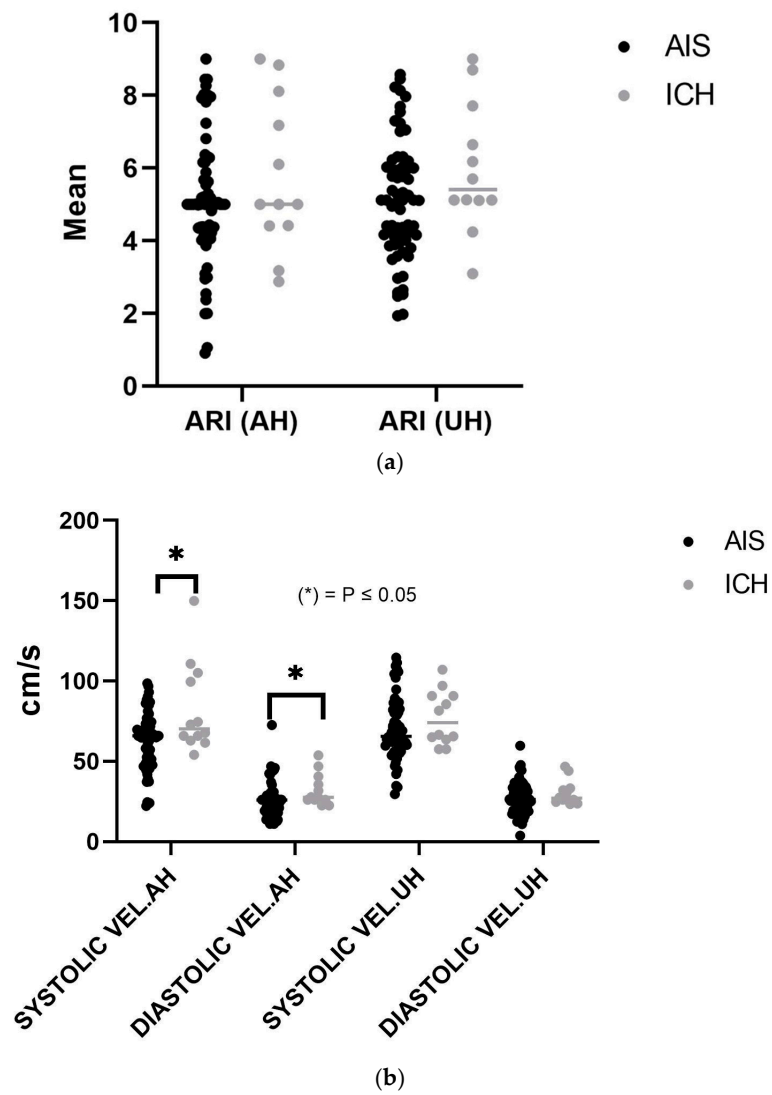 10
8
6
4
2
0
Mean
AIS
ICH
ARI (AH)
ARI (UH)
(a)
200
150
100
50
0
cm/s
*
*
(*) = P ≤ 0.05
AIS
ICH
SYSTOLIC VEL.AH
DIASTOLIC VEL.AH
SYSTOLIC VEL.UH
DIASTOLIC VEL.UH
(b)